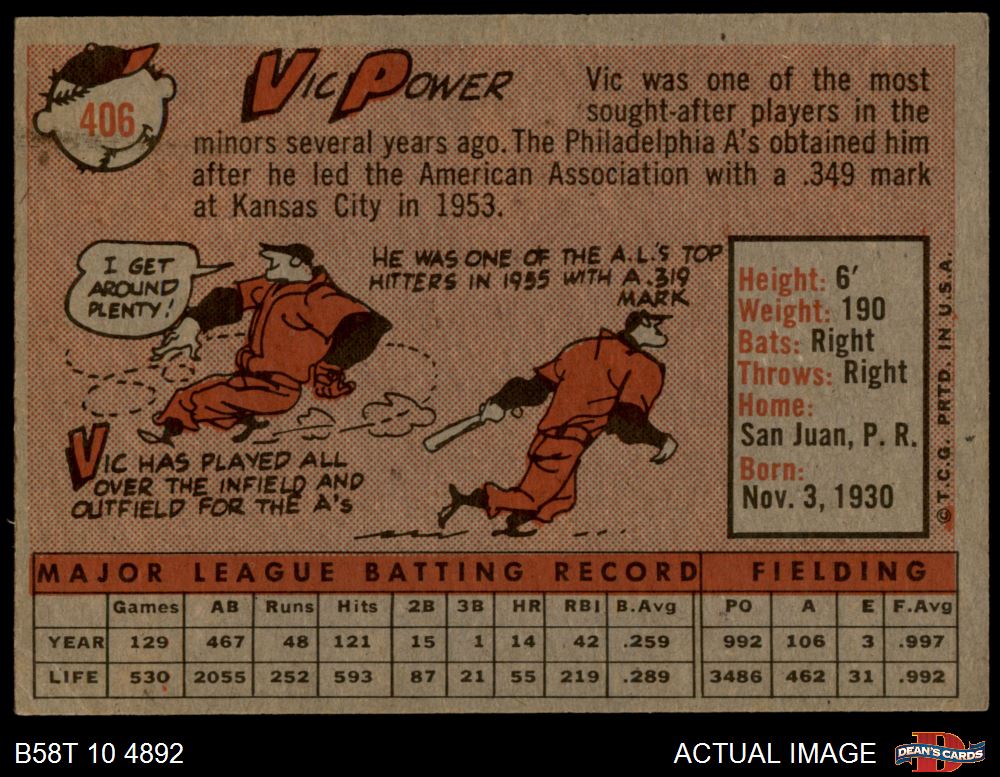 406
VIC POWER
Vic was one of the most
sought-after players in the
minors several years ago. The Philadelphia A's obtained him
after he led the American Association with a .349 mark
at Kansas City in 1953.
I GET
AROUND
PLENTY!
HE WAS ONE OF THE A.L.'S TOP
HITTERS IN 1955 WITH A .319
MARK
VIC HAS PLAYED ALL
OVER THE INFIELD AND
OUTFIELD FOR THE A'S
Height: 6'
Weight: 190
Bats: Right
Throws: Right
Home:
San Juan, P. R.
Born:
Nov. 3, 1930
© T.C.G. PRTD. IN U.S.A.
MAJOR LEAGUE BATTING RECORD FIELDING
Games AB Runs Hits 2B 3B HR RBI B.Avg PO A E F.Avg
YEAR 129 467 48 121 15 1 14 42 .259 992 106 3 .997
LIFE 530 2055 252 593 87 21 55 219 .289 3486 462 31 .992
B58T 10 4892
ACTUAL IMAGE
DEAN'S CARDS